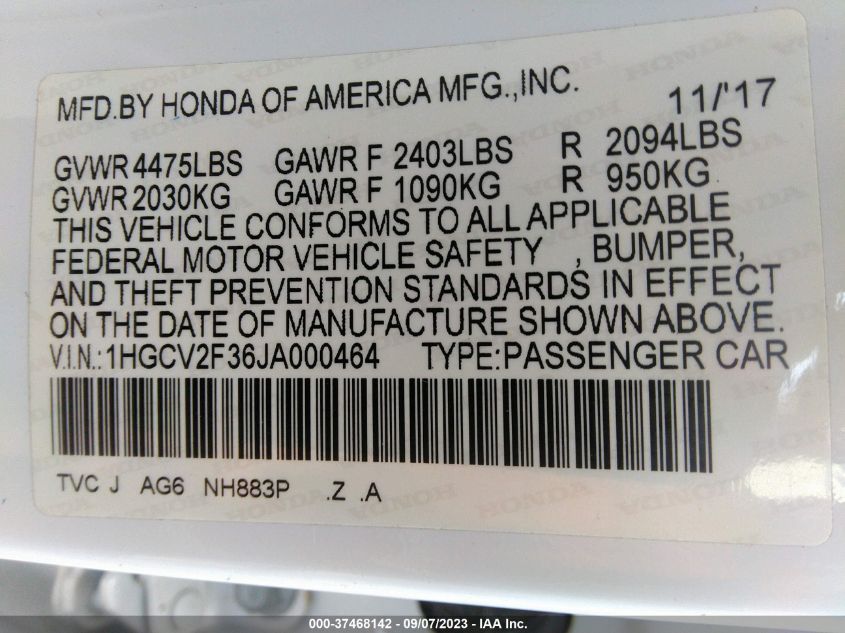 MFD.BY HONDA OF AMERICA MFG.,INC. 11/'17
GVWR 4475LBS GAWR F 2403LBS R 2094LBS
GVWR 2030KG GAWR F 1090KG R 950KG
THIS VEHICLE CONFORMS TO ALL APPLICABLE
FEDERAL MOTOR VEHICLE SAFETY , BUMPER,
AND THEFT PREVENTION STANDARDS IN EFFECT
ON THE DATE OF MANUFACTURE SHOWN ABOVE.
V.I.N.:1HGCV2F36JA000464 TYPE:PASSENGER CAR
TVC J AG6 NH883P .Z .A
000-37468142 - 09/07/2023 - IAA Inc.